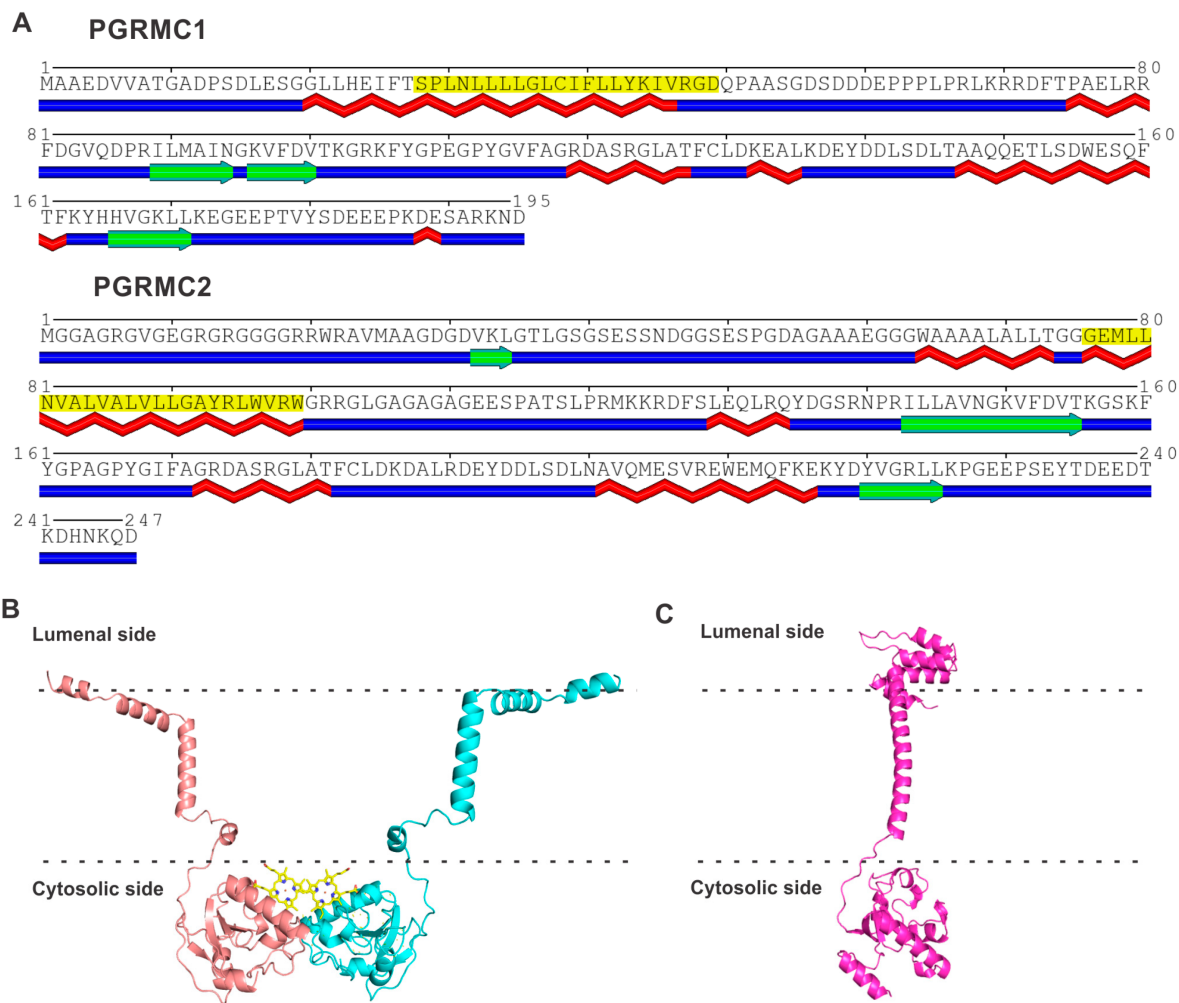 A
PGRMC1
1 80
MAAEDVVATGADPSDLESGGLLHEIFTSPLNLLLLGLCIFLLYKIVRGDQPAASGDSDDDEPPPLPRLKRRDFTPAELRR
81 160
FDGVQDPRILMAINGKVFDVTKGRKFYGPEGPYGVFAGRDASRGLATFCLDKEALKDEYDDLSDLTAAQQETLSDWESQF
161 195
TFKYHHVGKLLKEGEEPTVYSDEEEPKDESARKND
PGRMC2
1 80
MGGAGRGVGEGRGRGGGGRRWRAVMAAGDGDVKLGTLGSGSESSNDGGSESPGDAGAAAEGGGWAAAALALLTGGGEMLL
81 160
NVALVALVLLGAYRLWVRWGRRGLGAGAGAGEESPATSLPRMKKRDFSLEQLRQYDGSRNPRILLAVNGKVFDVTKGSKF
161 240
YGPAGPYGIFAGRDASRGLATFCLDKDALRDEYDDLSDLNAVQMESVREWEMQFKEKYDYVGRLLKPGEEPSEYTDEEDT
241 247
KDHNKQD
B
Lumenal side
Cytosolic side
C
Lumenal side
Cytosolic side